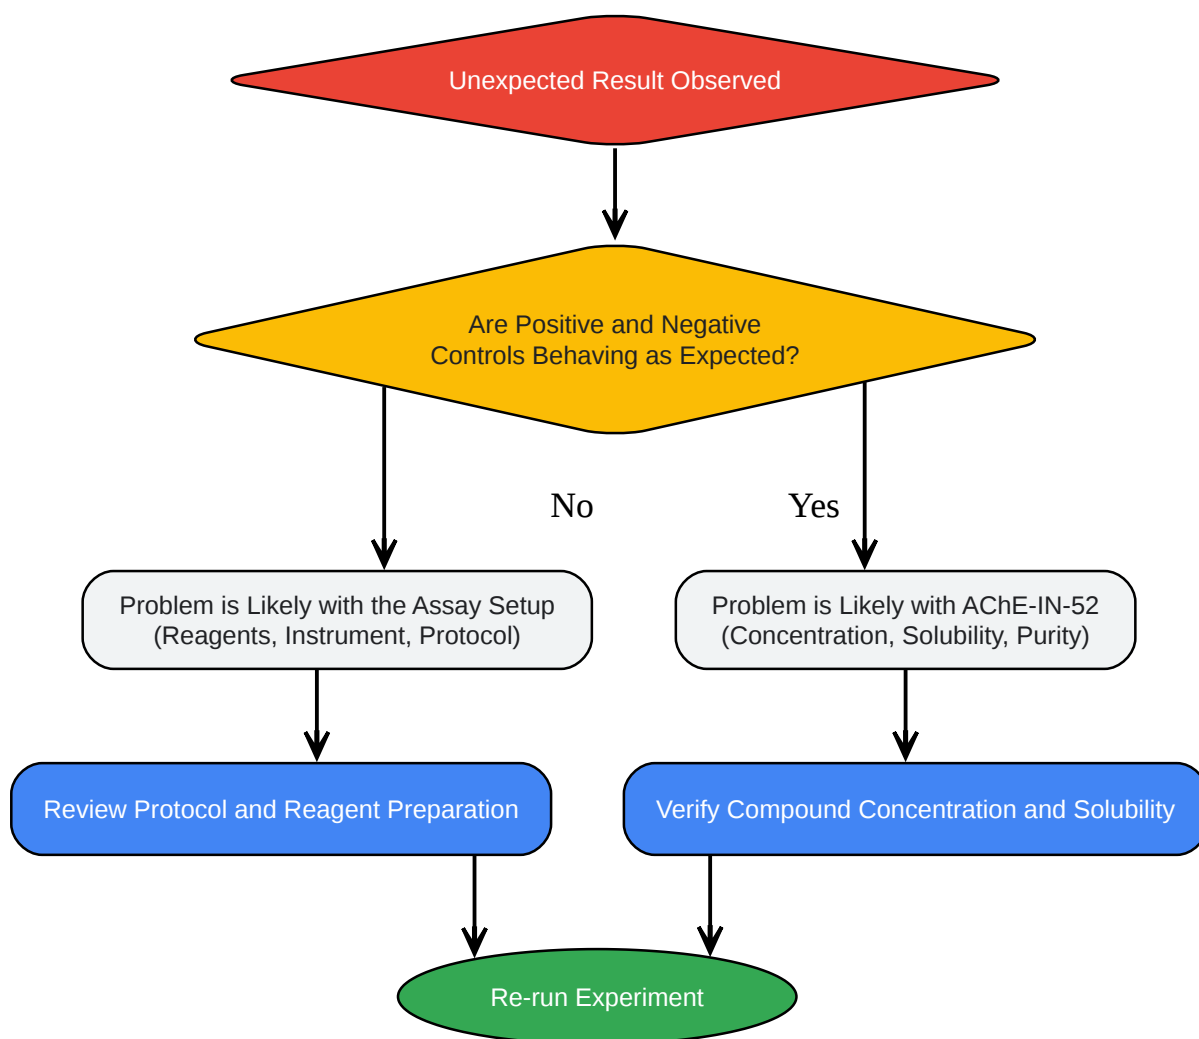 Unexpected Result Observed
Are Positive and Negative
Controls Behaving as Expected?
No
Yes
Problem is Likely with the Assay Setup
(Reagents, Instrument, Protocol)
Problem is Likely with AChE-IN-52
(Concentration, Solubility, Purity)
Review Protocol and Reagent Preparation
Verify Compound Concentration and Solubility
Re-run Experiment